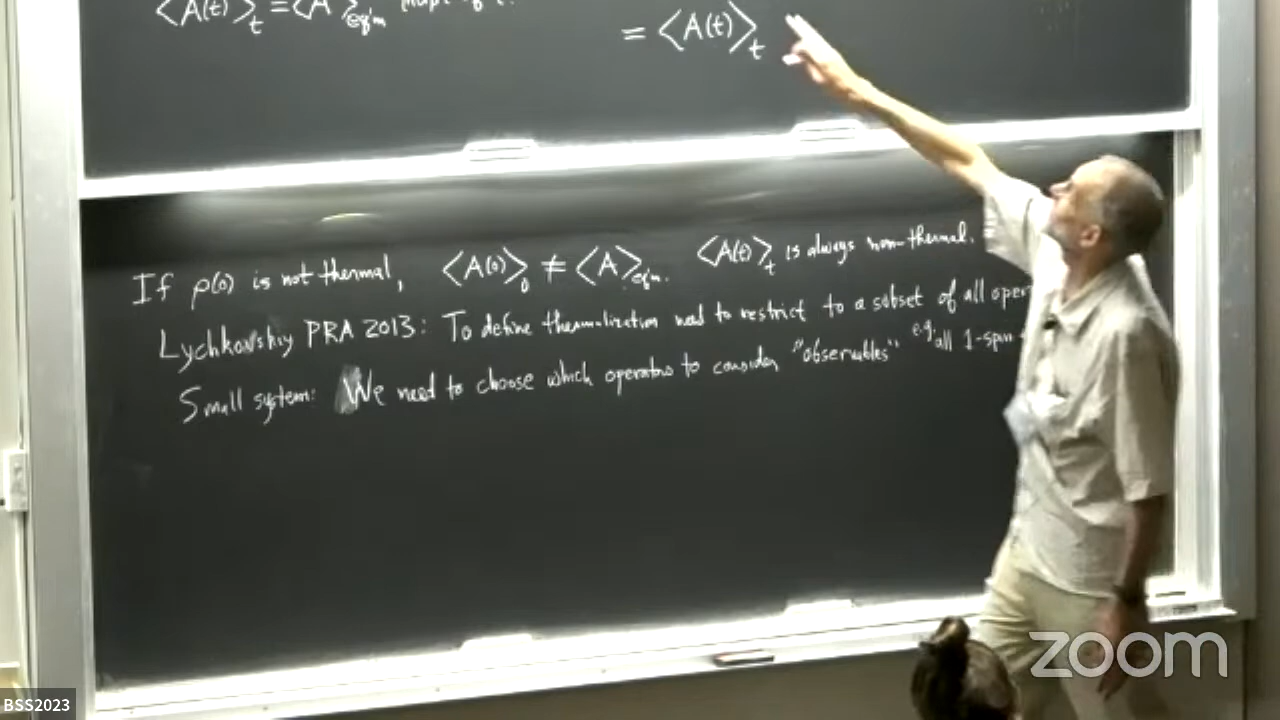 ⟨A(t)⟩_t = ⟨A⟩_eq'm
= ⟨A(t)⟩_t
If ρ(0) is not thermal, ⟨A(0)⟩_0 ≠ ⟨A⟩_eq'm. ⟨A(t)⟩_t is always non-thermal.
Lychkovskiy PRA 2013: To define thermalization need to restrict to a subset of all oper
Small system: We need to choose which operators to consider "observables" e.g. all 1-spin
BSS2023
zoom